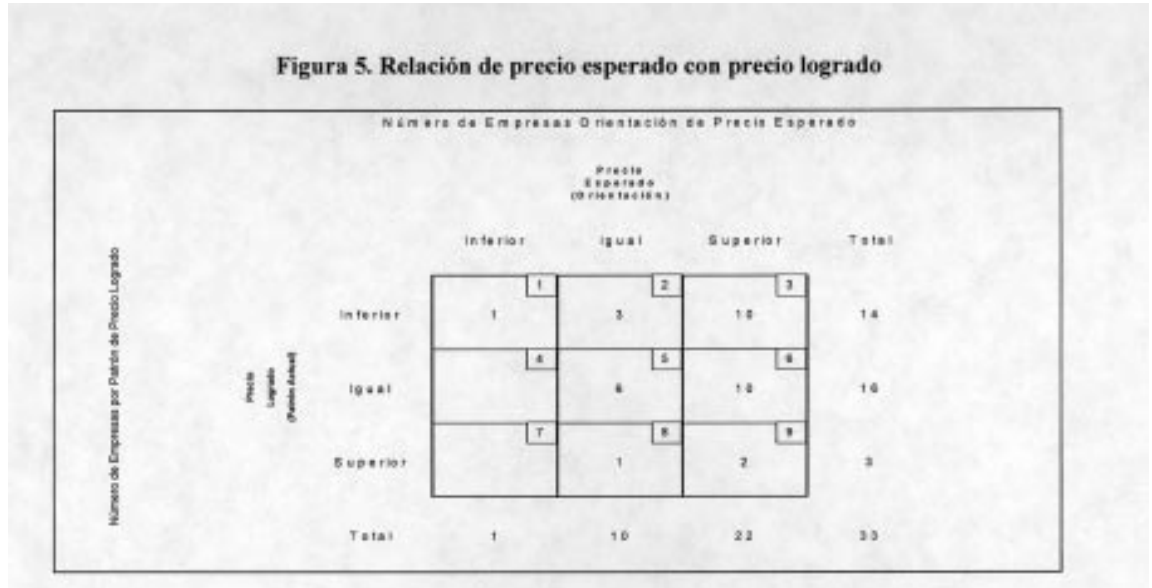 Figura 5. Relación de precio esperado con precio logrado
Número de Empresas Orientación de Precio Esperado
Precio
Esperado
(Orientación)
Inferior Igual Superior Total
1 2 3
Inferior 1 3 10 14
4 5 6
Igual 6 10 16
7 8 9
Superior 1 2 3
Total 1 10 22 33
Número de Empresas por Patrón de Precio Logrado
Precio
Logrado
(Patrón Actual)